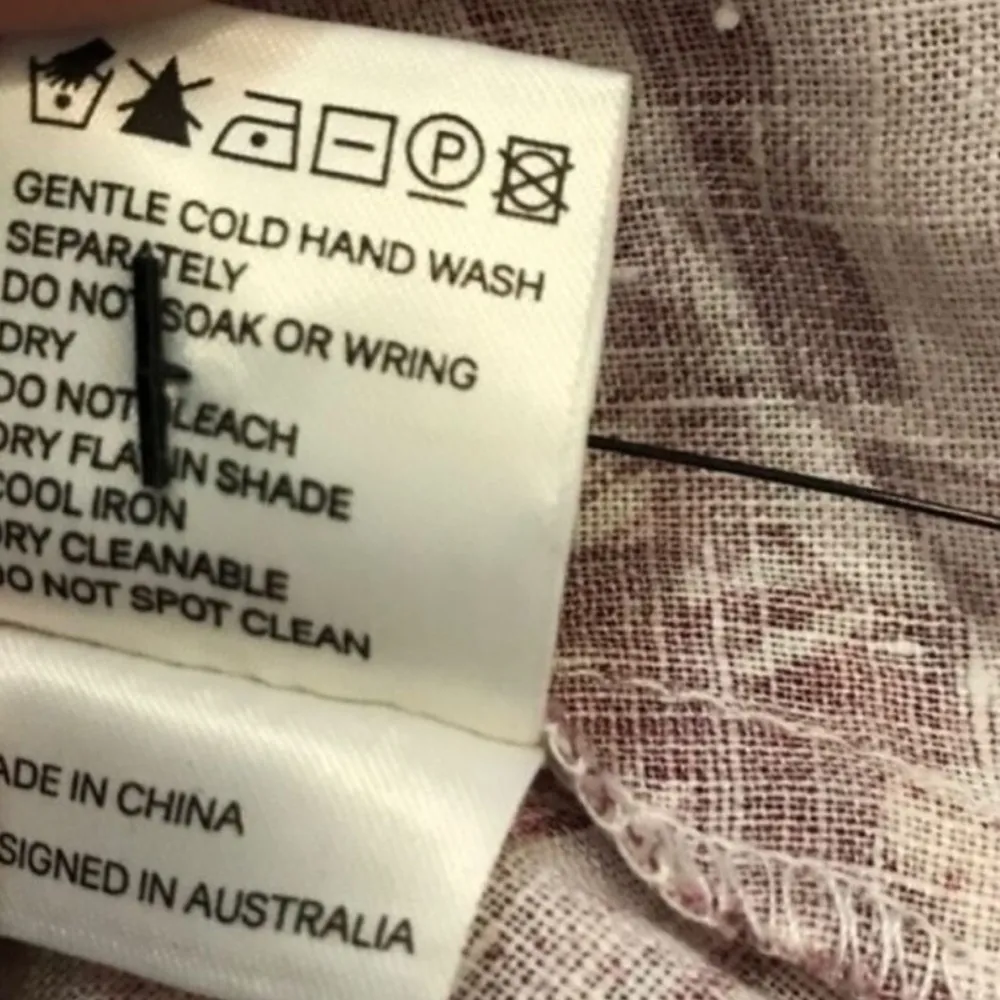 P
GENTLE COLD HAND WASH
SEPARATELY
DO NOT SOAK OR WRING
DRY
DO NOT BLEACH
DRY FLAT IN SHADE
COOL IRON
DRY CLEANABLE
DO NOT SPOT CLEAN
ADE IN CHINA
SIGNED IN AUSTRALIA